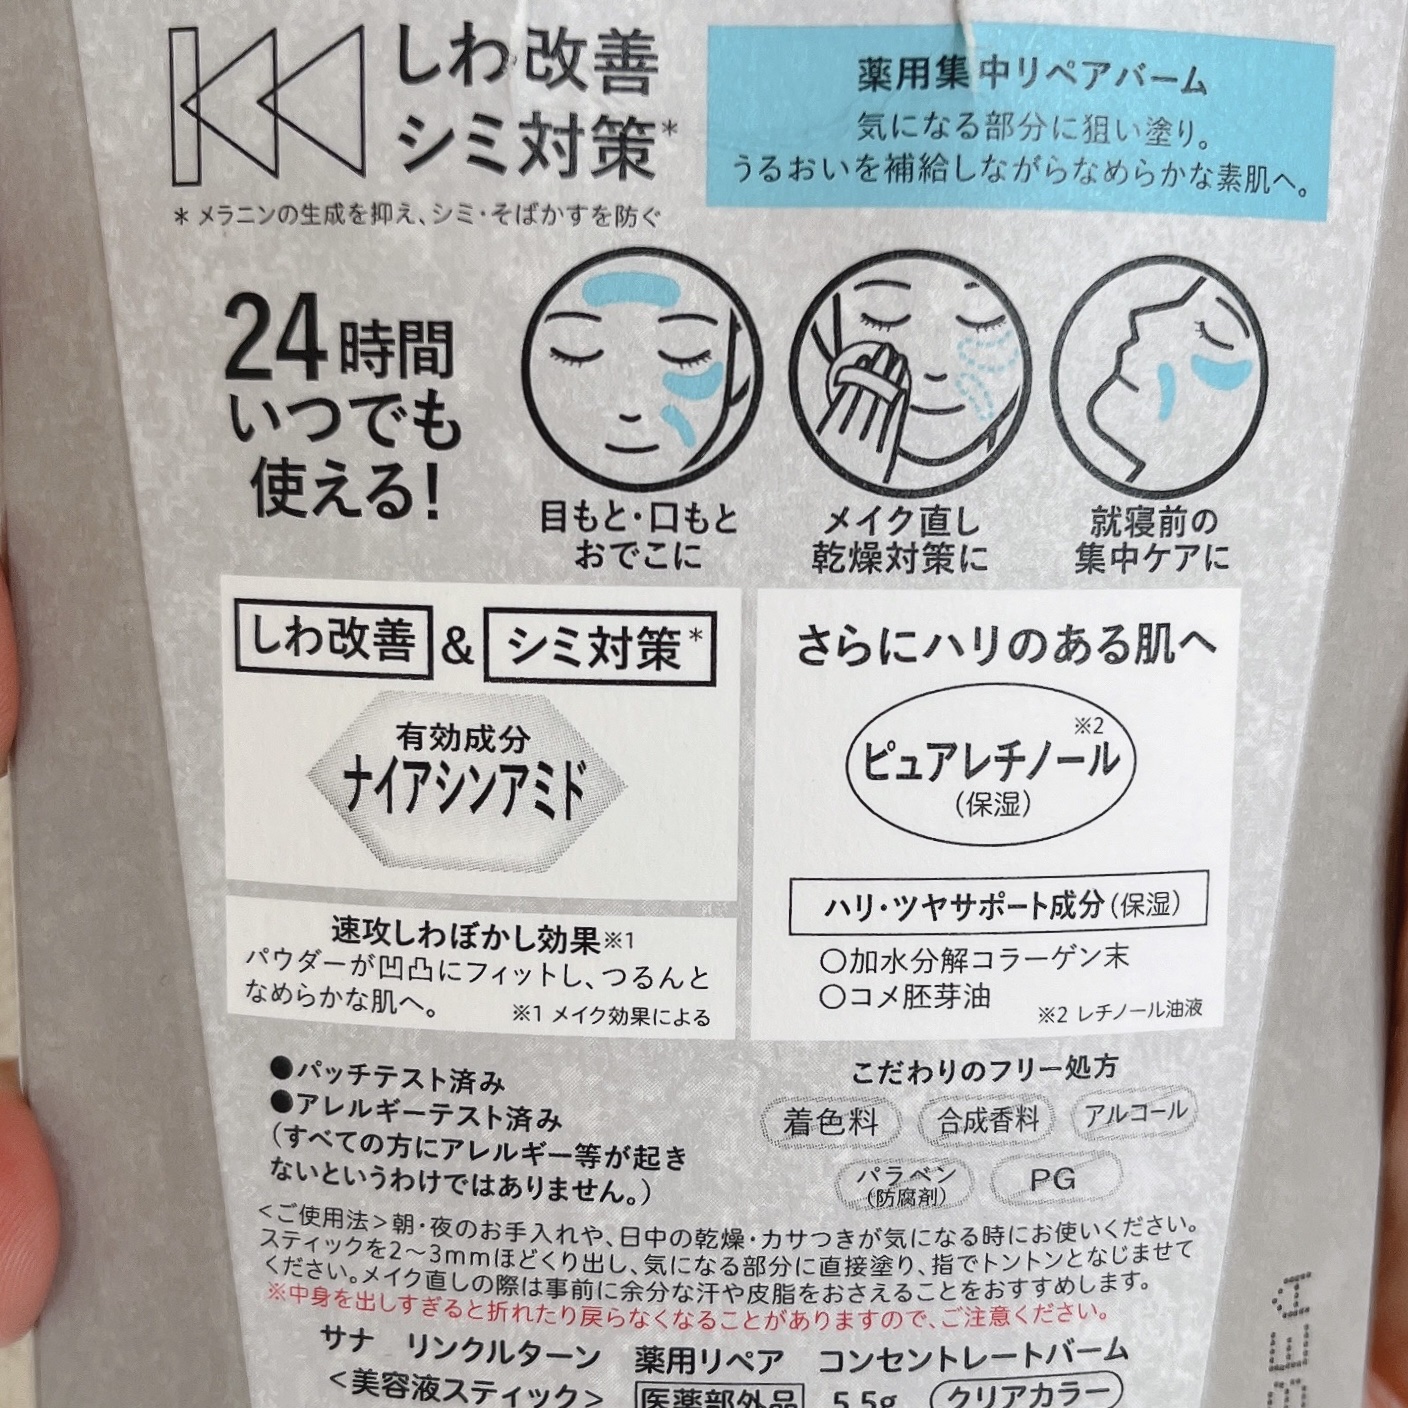 しわ改善
シミ対策*
*メラニンの生成を抑え、シミ・そばかすを防ぐ
薬用集中リペアバーム
気になる部分に狙い塗り。
うるおいを補給しながらなめらかな素肌へ。
24時間
いつでも
使える!
目もと・口もと
おでこに
メイク直し
乾燥対策に
就寝前の
集中ケアに
しわ改善 & シミ対策*
有効成分
ナイアシンアミド
速攻しわぼかし効果※1
パウダーが凹凸にフィットし、つるんと
なめらかな肌へ。
※1 メイク効果による
さらにハリのある肌へ
※2
ピュアレチノール
(保湿)
ハリ・ツヤサポート成分(保湿)
○加水分解コラーゲン末
○コメ胚芽油
※2 レチノール油液
●パッチテスト済み
●アレルギーテスト済み
(すべての方にアレルギー等が起き
ないというわけではありません。)
こだわりのフリー処方
着色料 合成香料 アルコール
パラベン
(防腐剤)
PG
<ご使用法>朝・夜のお手入れや、日中の乾燥・カサつきが気になる時にお使いください。
スティックを2〜3mmほどくり出し、気になる部分に直接塗り、指でトントンとなじませて
ください。メイク直しの際は事前に余分な汗や皮脂をおさえることをおすすめします。
※中身を出しすぎると折れたり戻らなくなることがありますので、ご注意ください。
サナ リンクルターン 薬用リペア コンセントレートバーム
<美容液スティック> 医薬部外品 5.5g クリアカラー